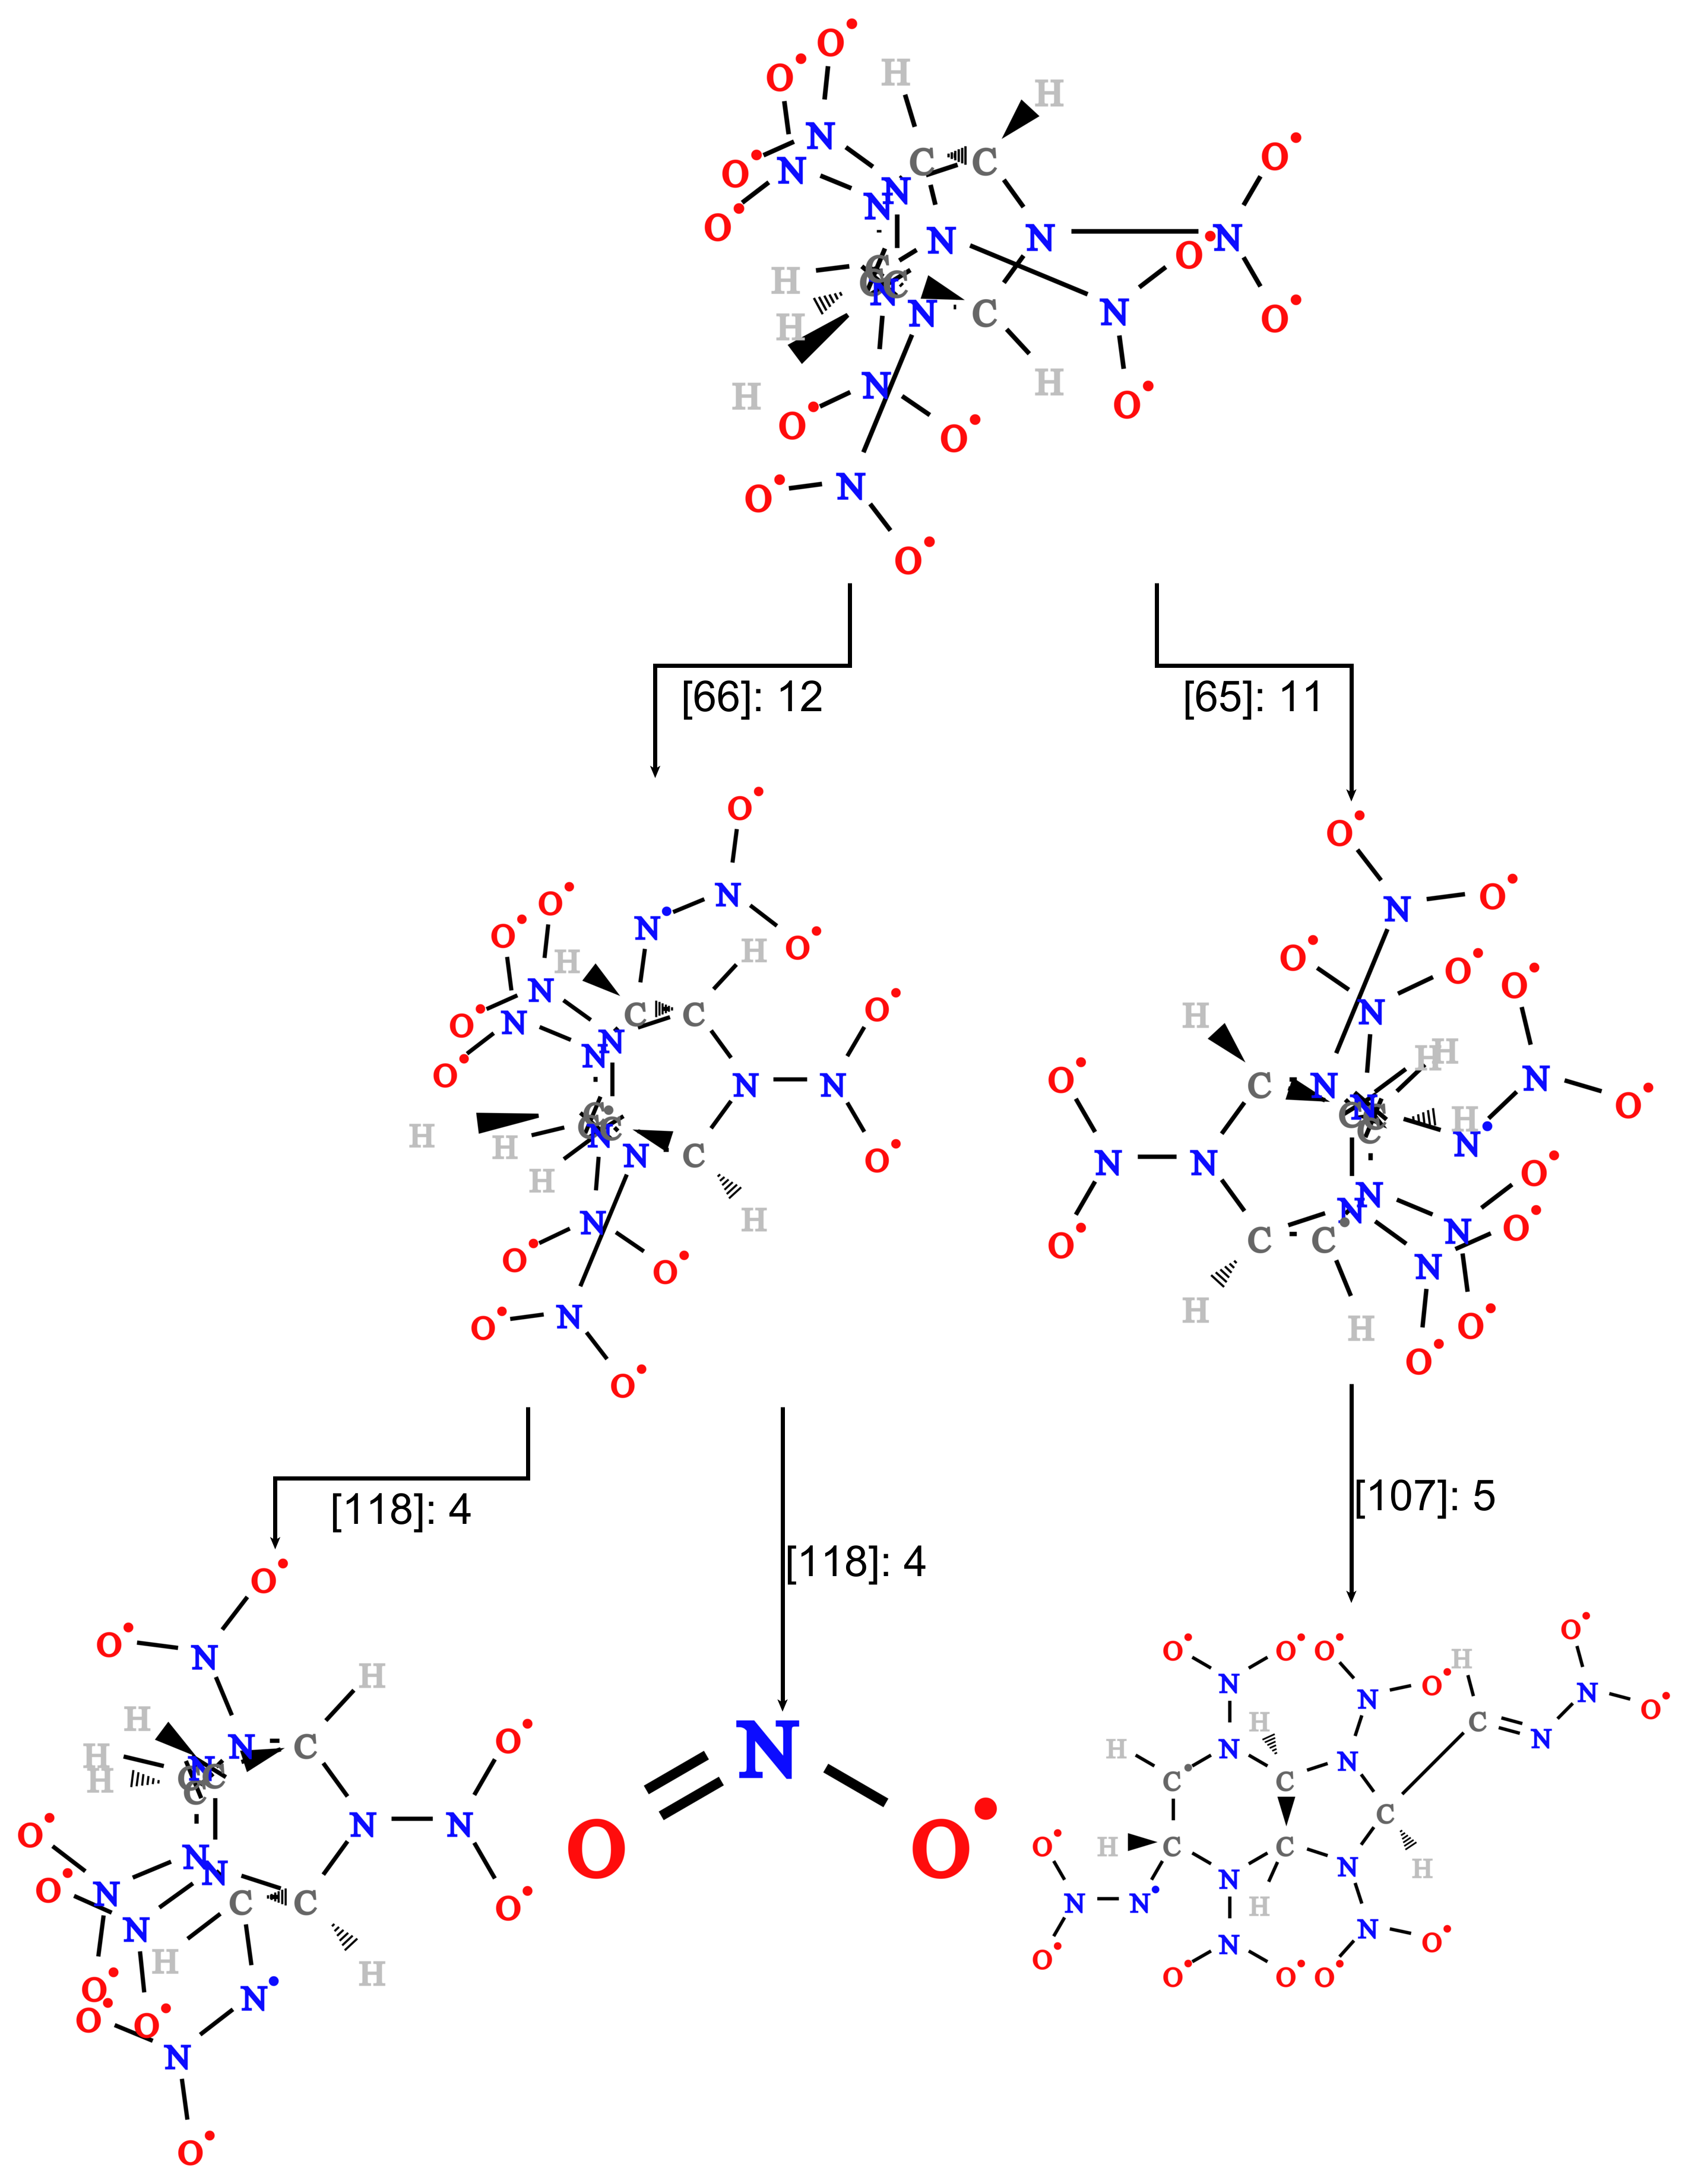 O O
H H
N O
C C
O N
N
O
N N N N O
O
H C
C C N
N C
H
N
H
H N
O O
O
N
O
[66]: 12 [65]: 11
O
O
O N
N O
O H N O
H O
N O
O N
C C O
O N
N N N N
O
H H
C N H
C C
H N N C O
H H
N
O O
N
O
O
O
N O
O O
N
O
H
H H
N
O C N O
C C N H
N N N
O
N O
O C C N N O
N
H H O
O
[118]: 4 [107]: 5
[118]: 4
O
O N
H
H
N C
H N
H C C
C
N N
O
O
O N
N
O N
N
C C
H
H
O
N
O O
N
O
N
O O
O
O O O
N N O
H
C N N O
H
H N
C C N
C
H C C
N N H
O N N H
O N N O
O O O O